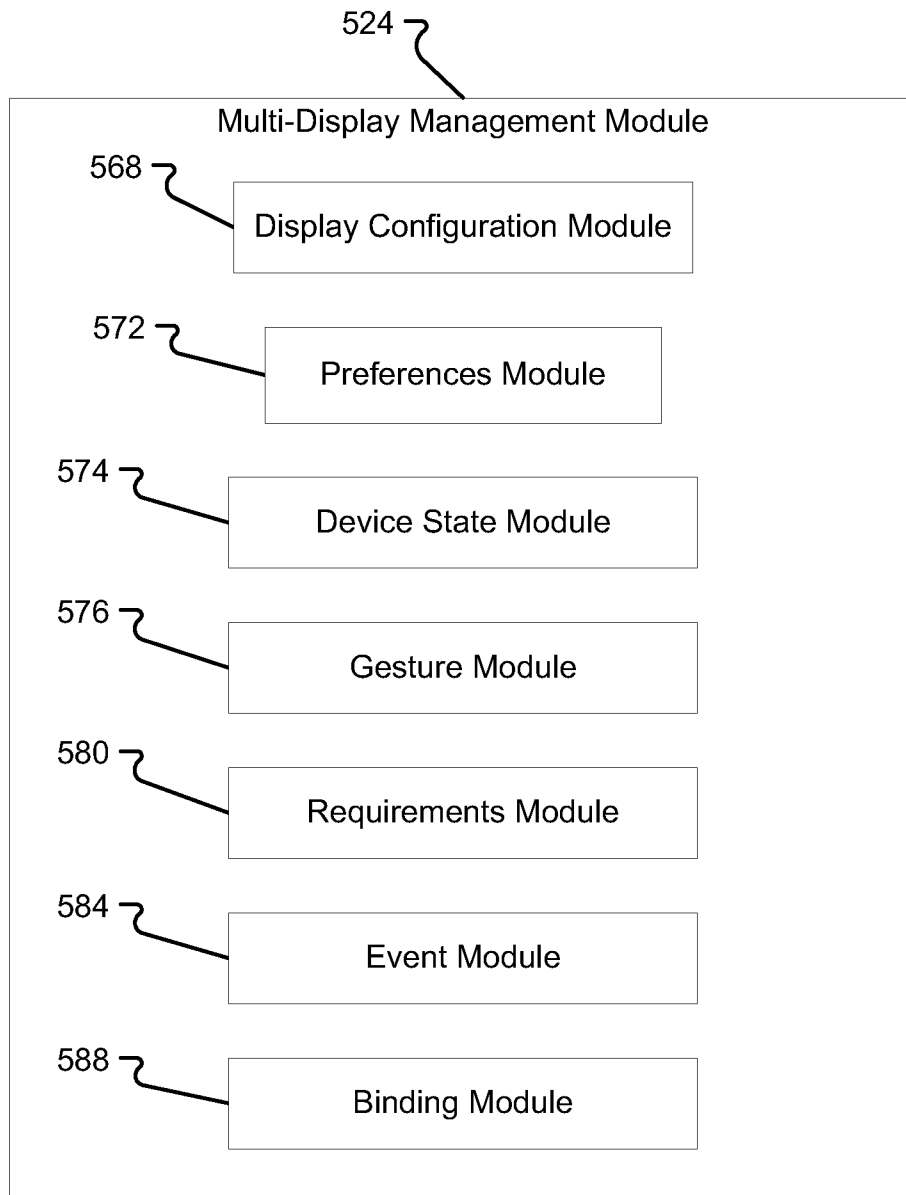 524
Multi-Display Management Module
568
Display Configuration Module
572
Preferences Module
574
Device State Module
576
Gesture Module
580
Requirements Module
584
Event Module
588
Binding Module